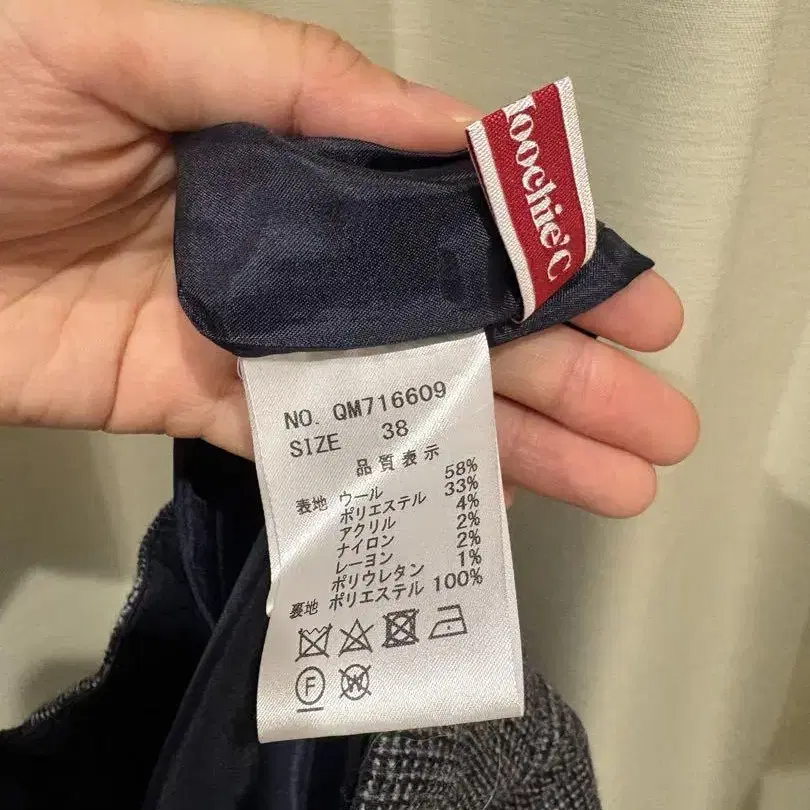 Noochie'C
NO. QM716609
SIZE 38
品質表示
表地 ウール 58%
ポリエステル 33%
アクリル 4%
ナイロン 2%
レーヨン 2%
ポリウレタン 1%
裏地 ポリエステル 100%
F
W